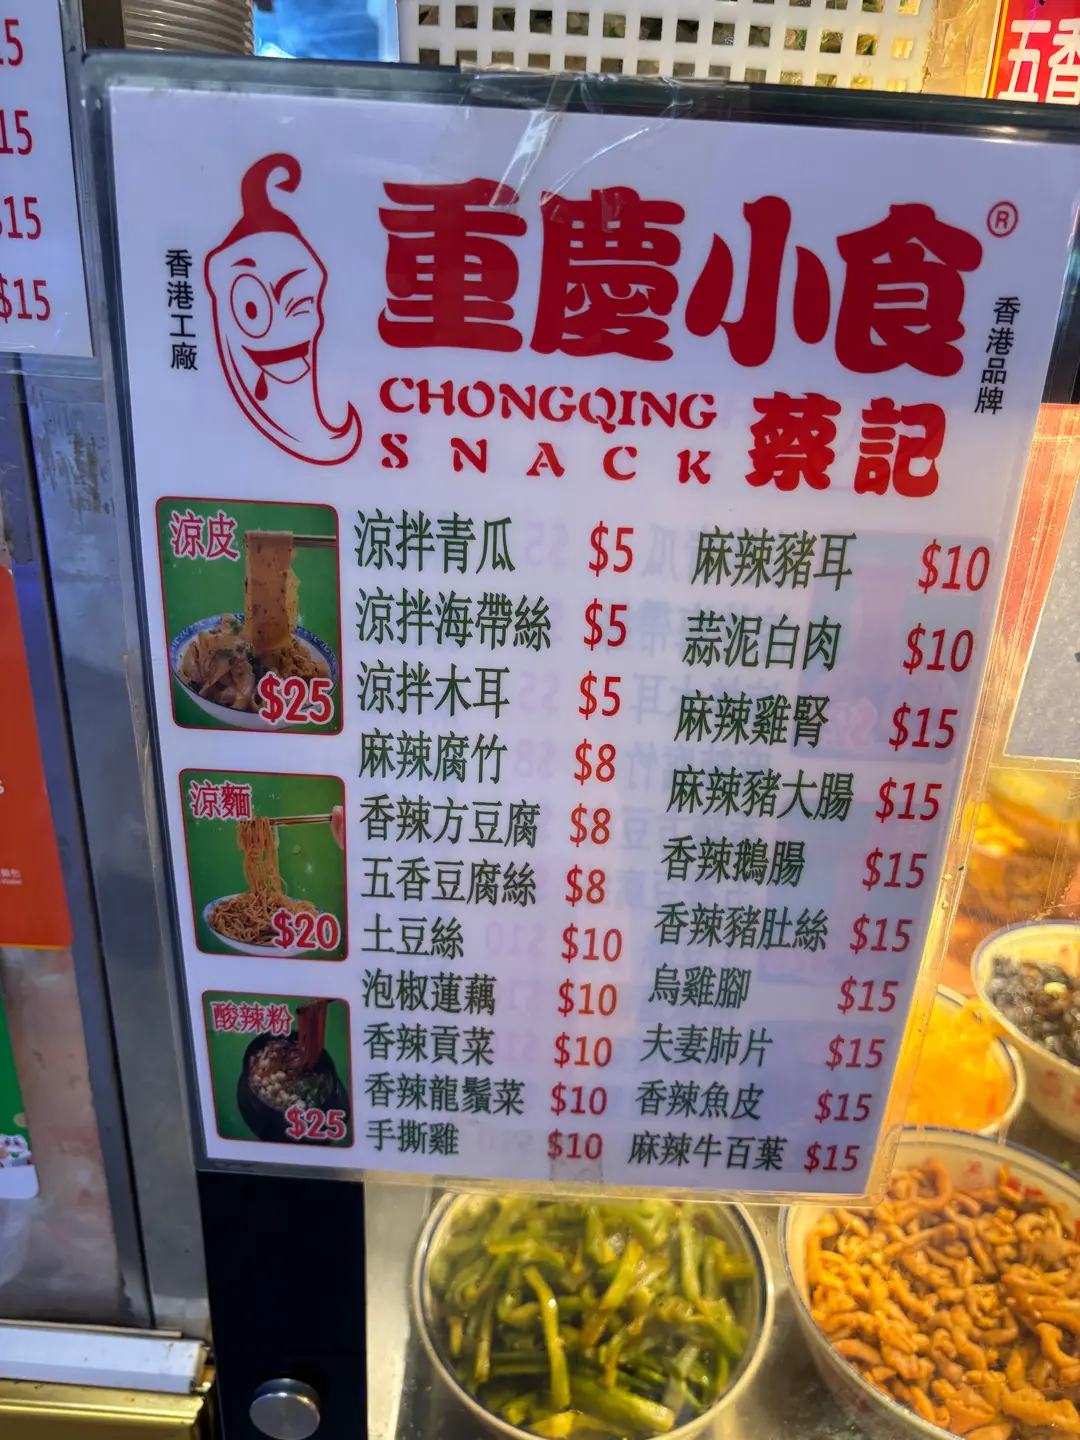 15
15
$15
$15
五香
重慶小食®
香港工廠
香港品牌
CHONGQING
SNACK
蔡記
涼皮
$25
涼麵
$20
酸辣粉
$25
涼拌青瓜 $5
涼拌海帶絲 $5
涼拌木耳 $5
麻辣腐竹 $8
香辣方豆腐 $8
五香豆腐絲 $8
土豆絲 $10
泡椒蓮藕 $10
香辣貢菜 $10
香辣龍鬚菜 $10
手撕雞 $10
麻辣豬耳 $10
蒜泥白肉 $10
麻辣雞腎 $15
麻辣豬大腸 $15
香辣鵝腸 $15
香辣豬肚絲 $15
烏雞腳 $15
夫妻肺片 $15
香辣魚皮 $15
麻辣牛百葉 $15